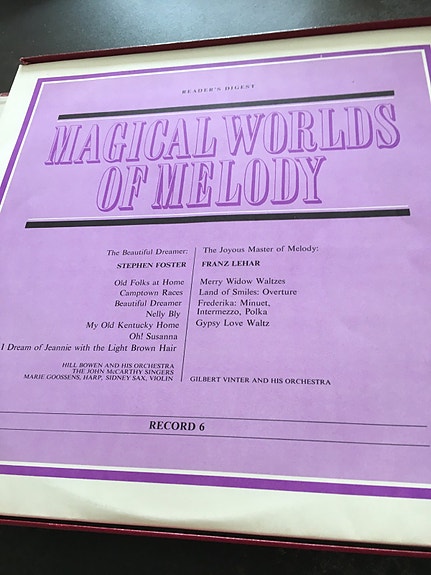 READER'S DIGEST
MAGICAL WORLDS
OF MELODY
The Beautiful Dreamer:
STEPHEN FOSTER
Old Folks at Home
Camptown Races
Beautiful Dreamer
Nelly Bly
My Old Kentucky Home
Oh! Susanna
I Dream of Jeannie with the Light Brown Hair
HILL BOWEN AND HIS ORCHESTRA
THE JOHN McCARTHY SINGERS
MARIE GOOSSENS, HARP, SIDNEY SAX, VIOLIN
The Joyous Master of Melody:
FRANZ LEHAR
Merry Widow Waltzes
Land of Smiles: Overture
Frederika: Minuet,
Intermezzo, Polka
Gypsy Love Waltz
GILBERT VINTER AND HIS ORCHESTRA
RECORD 6